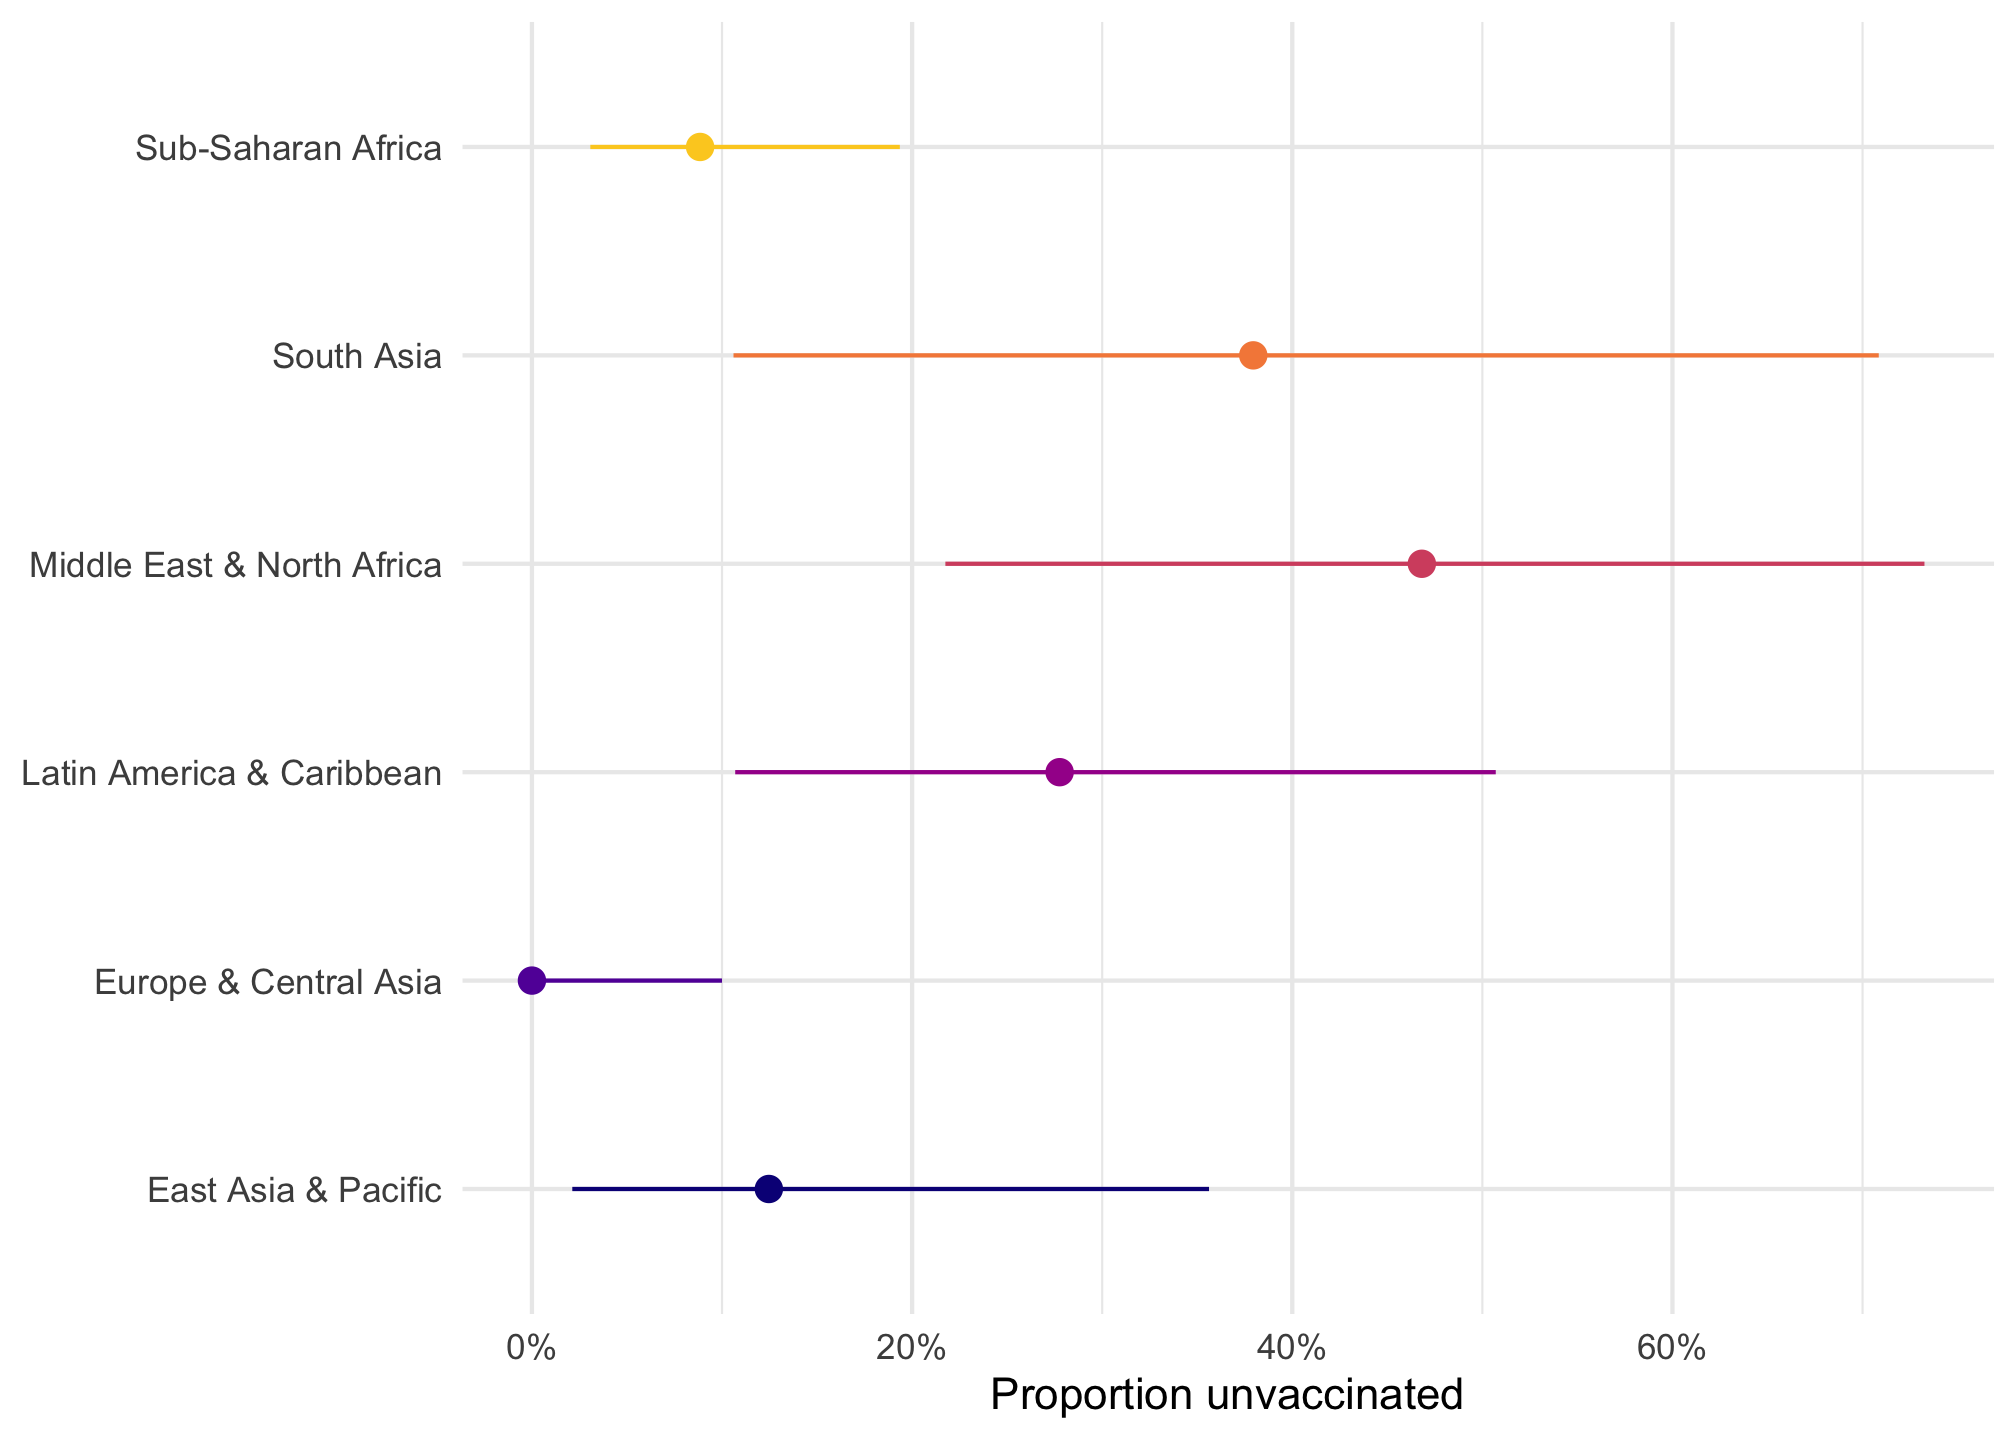 Sub-Saharan Africa
South Asia
Middle East & North Africa
Latin America & Caribbean
Europe & Central Asia
East Asia & Pacific
0% 20% 40% 60%
Proportion unvaccinated